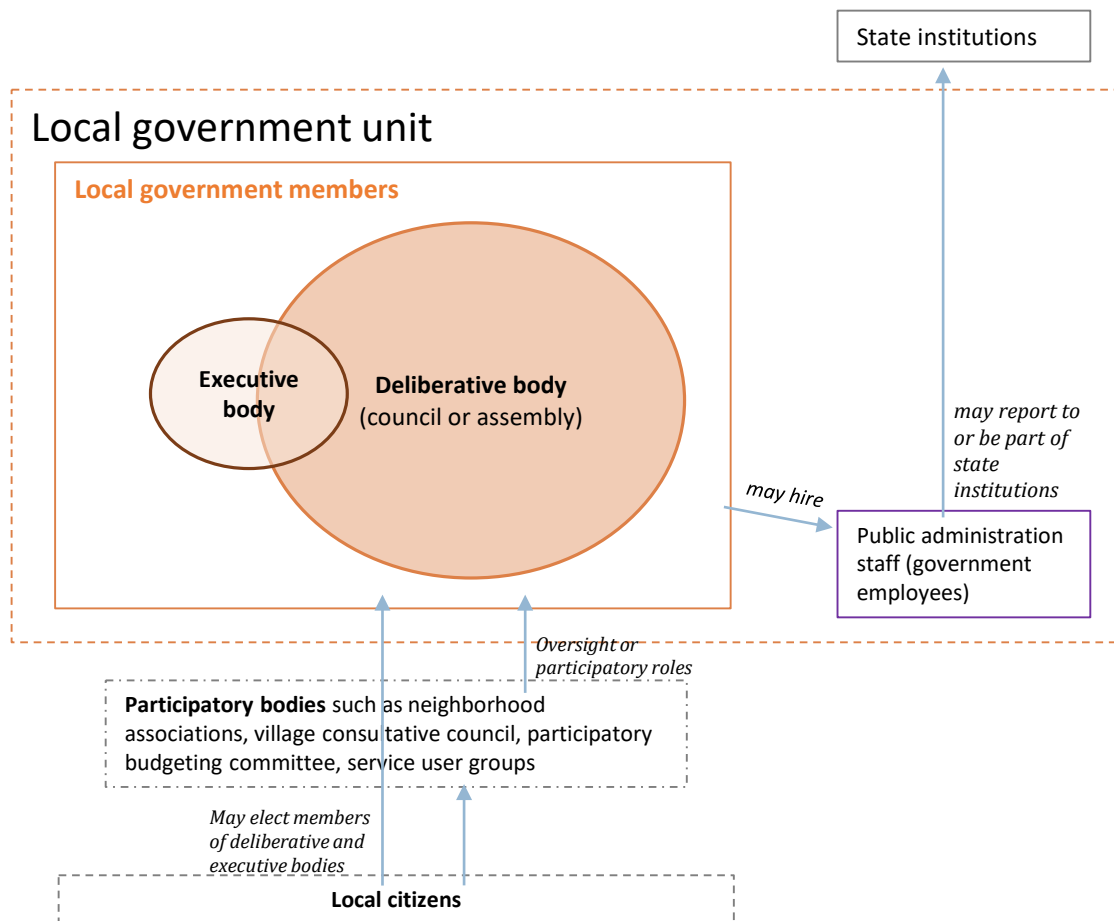 State institutions
Local government unit
Local government members
Executive
body
Deliberative body
(council or assembly)
may report to
or be part of
state
institutions
may hire
Public administration
staff (government
employees)
Oversight or
participatory roles
Participatory bodies such as neighborhood
associations, village consultative council, participatory
budgeting committee, service user groups
May elect members
of deliberative and
executive bodies
Local citizens